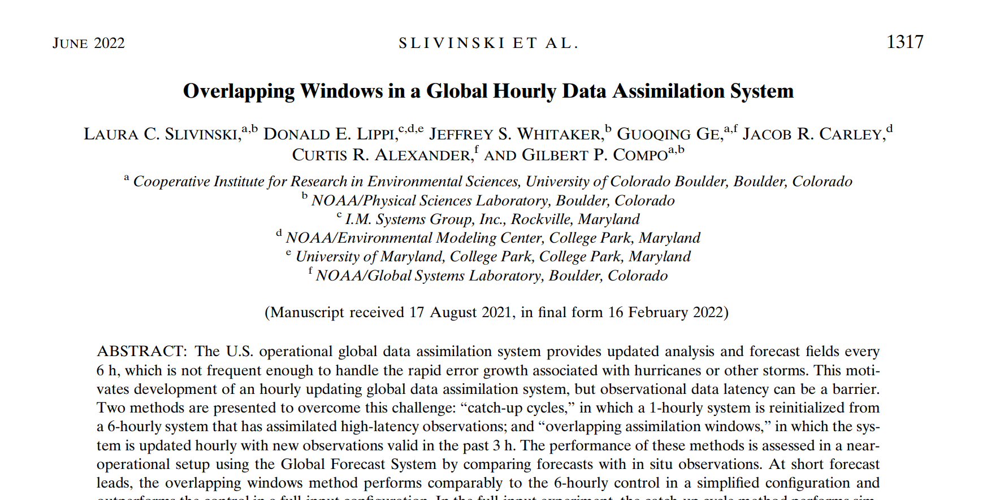 JUNE 2022 SLIVINSKI ET AL. 1317
Overlapping Windows in a Global Hourly Data Assimilation System
LAURA C. SLIVINSKI,a,b DONALD E. LIPPI,c,d,e JEFFREY S. WHITAKER,b GUOQING GE,a,f JACOB R. CARLEY,d
CURTIS R. ALEXANDER,f AND GILBERT P. COMPOa,b
a Cooperative Institute for Research in Environmental Sciences, University of Colorado Boulder, Boulder, Colorado
b NOAA/Physical Sciences Laboratory, Boulder, Colorado
c I.M. Systems Group, Inc., Rockville, Maryland
d NOAA/Environmental Modeling Center, College Park, Maryland
e University of Maryland, College Park, College Park, Maryland
f NOAA/Global Systems Laboratory, Boulder, Colorado
(Manuscript received 17 August 2021, in final form 16 February 2022)
ABSTRACT: The U.S. operational global data assimilation system provides updated analysis and forecast fields every
6 h, which is not frequent enough to handle the rapid error growth associated with hurricanes or other storms. This moti-
vates development of an hourly updating global data assimilation system, but observational data latency can be a barrier.
Two methods are presented to overcome this challenge: “catch-up cycles,” in which a 1-hourly system is reinitialized from
a 6-hourly system that has assimilated high-latency observations; and “overlapping assimilation windows,” in which the sys-
tem is updated hourly with new observations valid in the past 3 h. The performance of these methods is assessed in a near-
operational setup using the Global Forecast System by comparing forecasts with in situ observations. At short forecast
leads, the overlapping windows method performs comparably to the 6-hourly control in a simplified configuration and